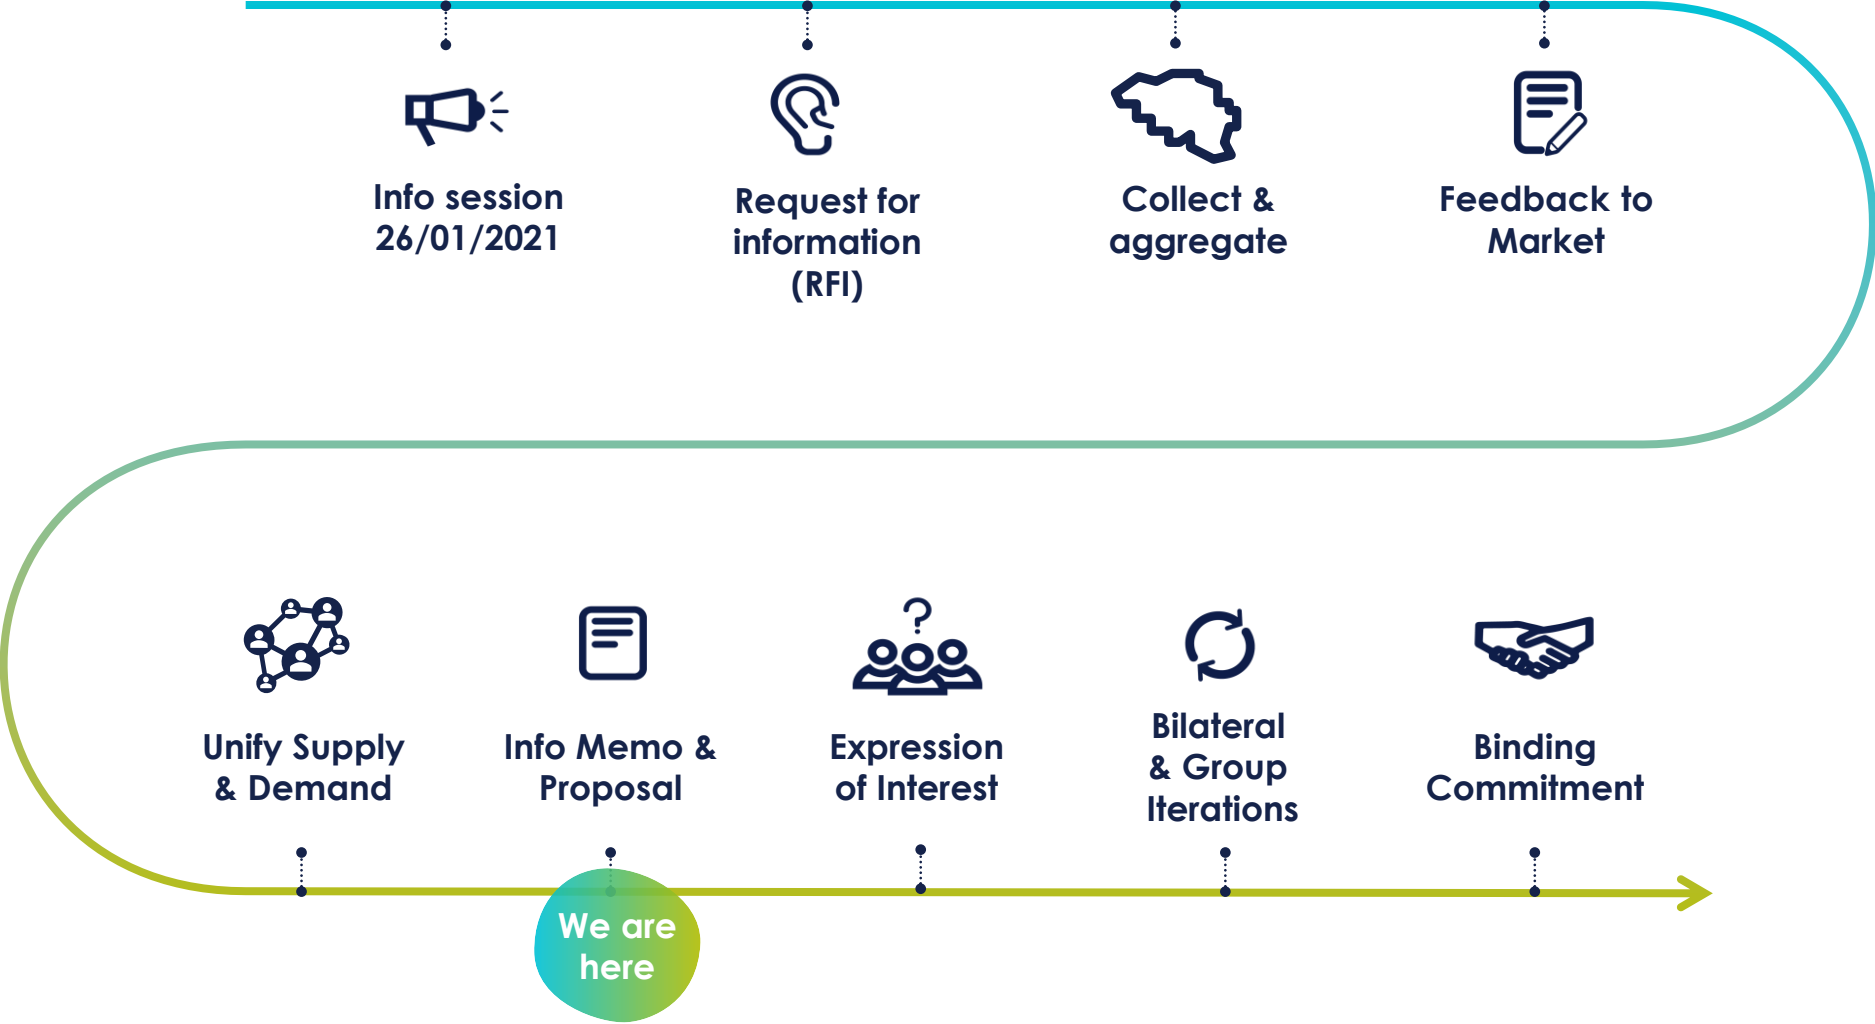 Info session
26/01/2021
Request for
information
(RFI)
Collect &
aggregate
Feedback to
Market
Unify Supply
& Demand
Info Memo &
Proposal
?
Expression
of Interest
Bilateral
& Group
Iterations
Binding
Commitment
We are
here